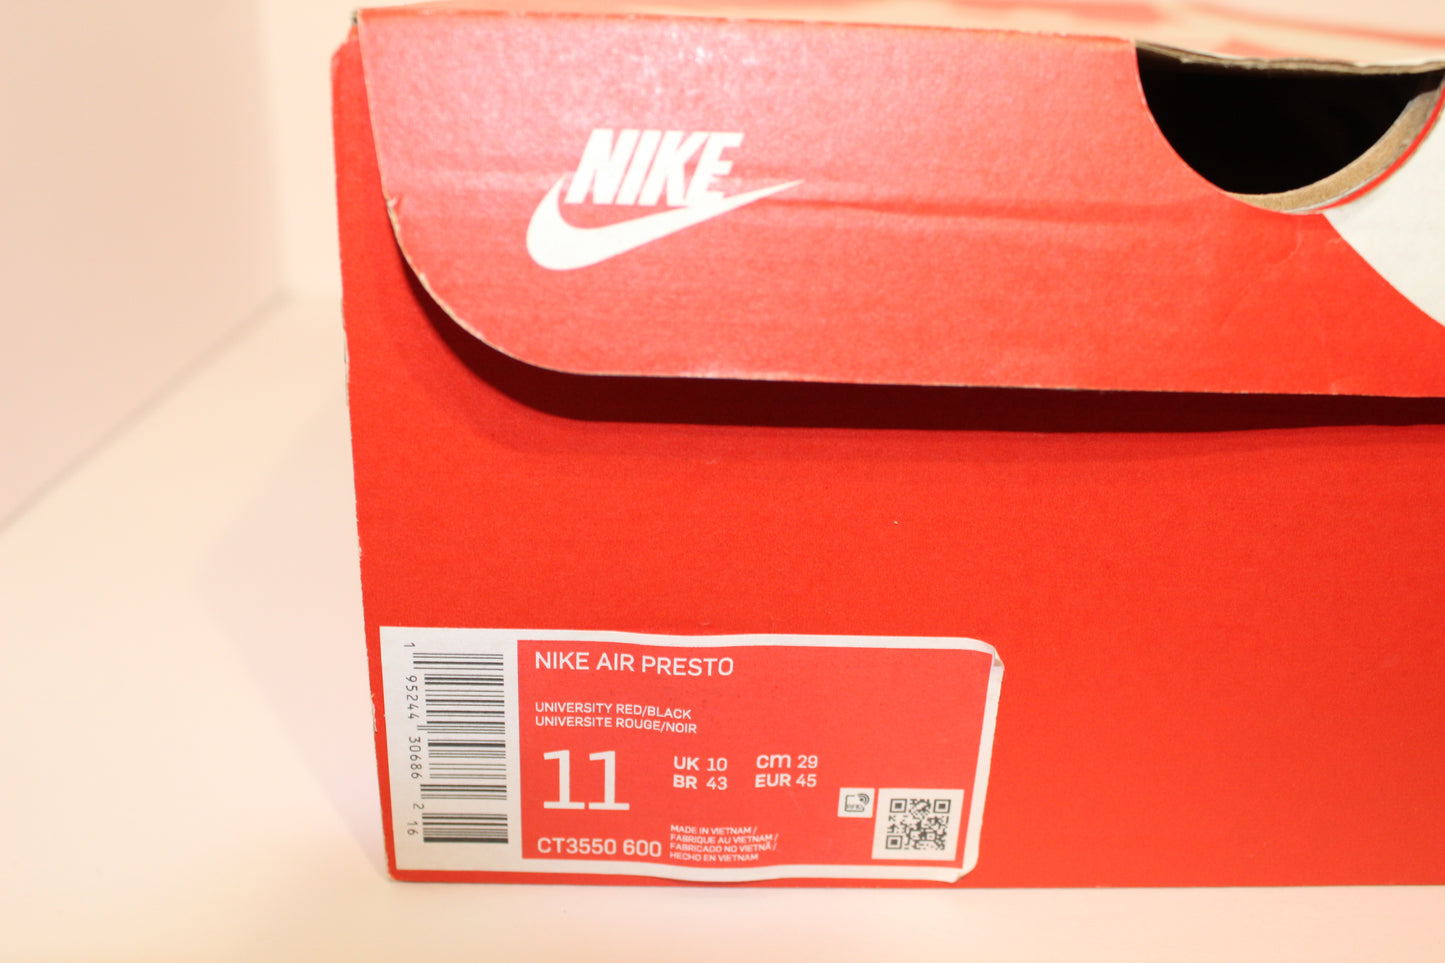 NIKE
NIKE AIR PRESTO
UNIVERSITY RED/BLACK
UNIVERSITE ROUGE/NOIR
11
UK 10 cm 29
BR 43 EUR 45
CT3550 600
MADE IN VIETNAM /
FABRIQUE AU VIETNAM /
FABRICADO NO VIETNÃ /
HECHO EN VIETNAM
1 95244 30686 2 16